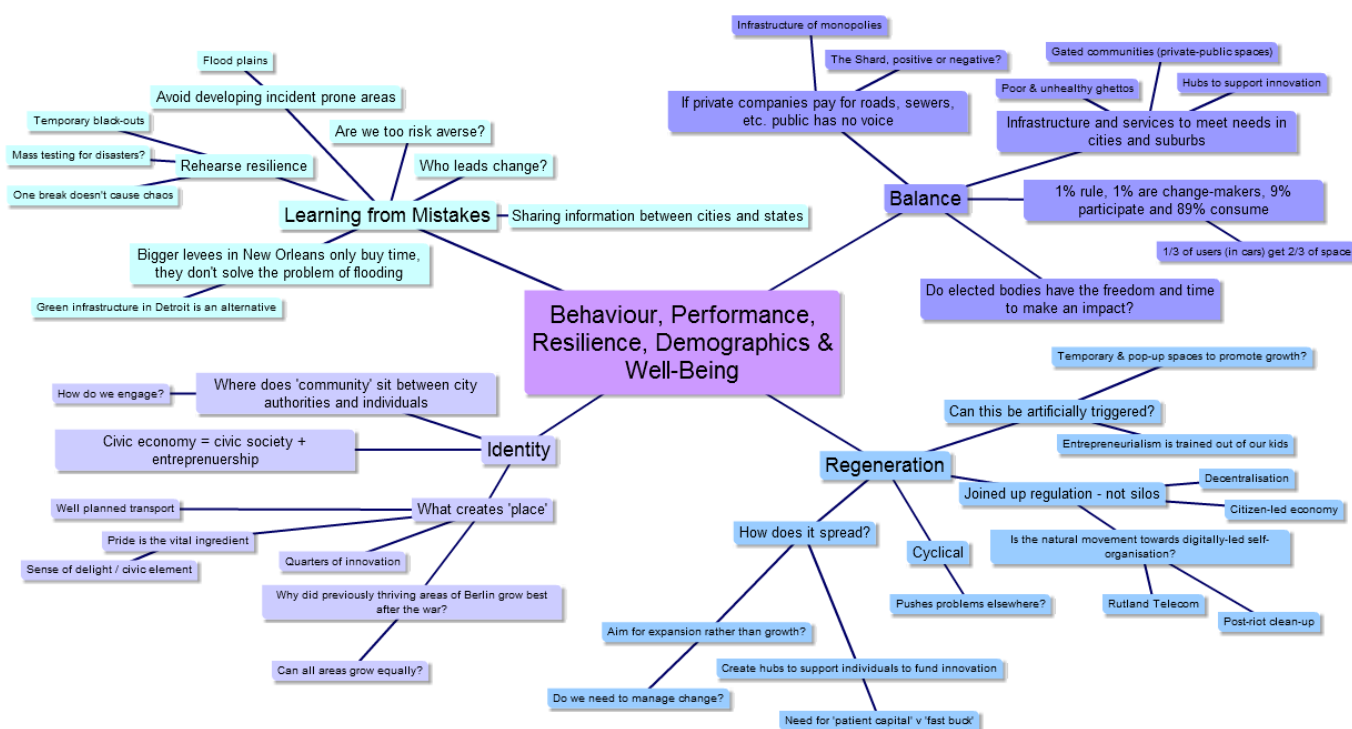 Behaviour, Performance,
Resilience, Demographics &
Well-Being
Learning from Mistakes
Flood plains
Avoid developing incident prone areas
Temporary black-outs
Mass testing for disasters?
One break doesn't cause chaos
Rehearse resilience
Are we too risk averse?
Who leads change?
Sharing information between cities and states
Bigger levees in New Orleans only buy time,
they don't solve the problem of flooding
Green infrastructure in Detroit is an alternative
Balance
Infrastructure of monopolies
The Shard, positive or negative?
If private companies pay for roads, sewers,
etc. public has no voice
Gated communities (private-public spaces)
Poor & unhealthy ghettos
Hubs to support innovation
Infrastructure and services to meet needs in
cities and suburbs
1% rule, 1% are change-makers, 9%
participate and 89% consume
1/3 of users (in cars) get 2/3 of space
Do elected bodies have the freedom and time
to make an impact?
Identity
Where does 'community' sit between city
authorities and individuals
How do we engage?
Civic economy = civic society +
entreprenuership
What creates 'place'
Well planned transport
Pride is the vital ingredient
Sense of delight / civic element
Quarters of innovation
Why did previously thriving areas of Berlin grow best
after the war?
Can all areas grow equally?
Regeneration
Temporary & pop-up spaces to promote growth?
Can this be artificially triggered?
Entrepreneurialism is trained out of our kids
Joined up regulation - not silos
Decentralisation
Citizen-led economy
Is the natural movement towards digitally-led self-
organisation?
Rutland Telecom
Post-riot clean-up
Cyclical
Pushes problems elsewhere?
How does it spread?
Aim for expansion rather than growth?
Do we need to manage change?
Create hubs to support individuals to fund innovation
Need for 'patient capital' v 'fast buck'